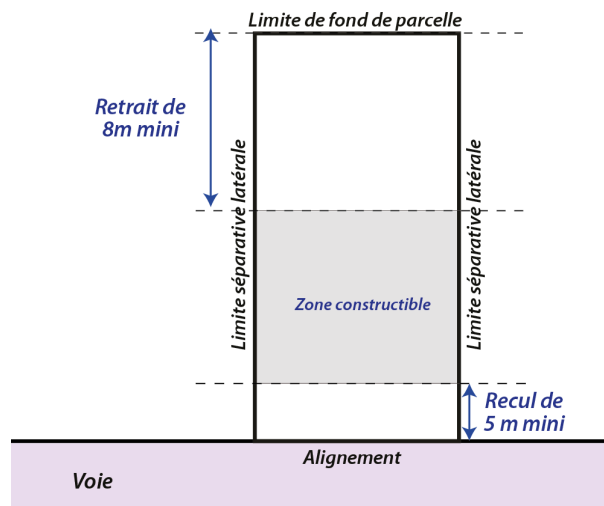 Limite de fond de parcelle
Retrait de
8m mini
Limite séparative latérale
Limite séparative latérale
Zone constructible
Recul de
5 m mini
Alignement
Voie